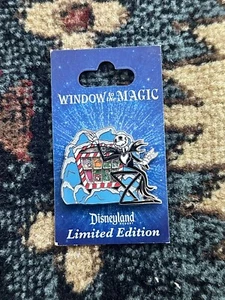 WINDOW TO THE MAGIC
Disneyland
RESORT
Limited Edition